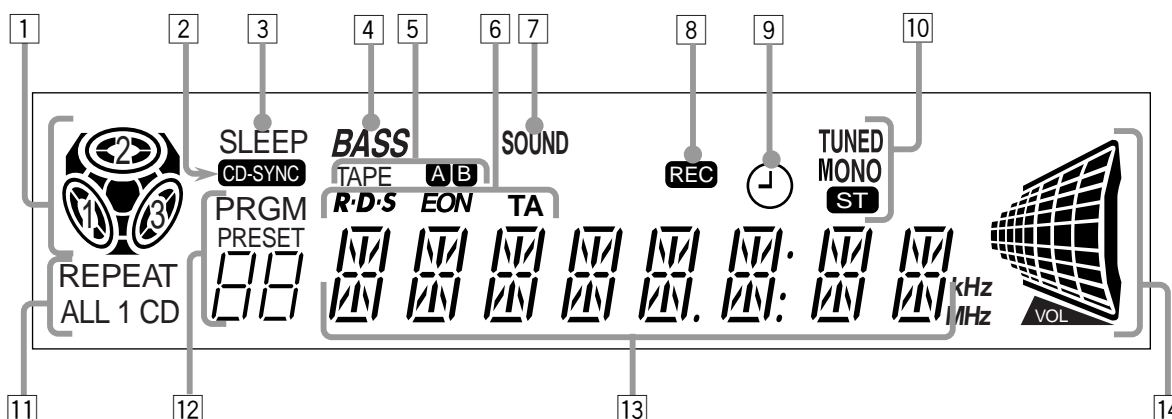 1 2 3 4 5 6 7 8 9 10
SLEEP BASS SOUND TUNED
2 CD-SYNC TAPE A B REC MONO
1 3 PRGM R·D·S EON TA ST
PRESET
REPEAT kHz
ALL 1 CD MHz VOL
11 12 13 14